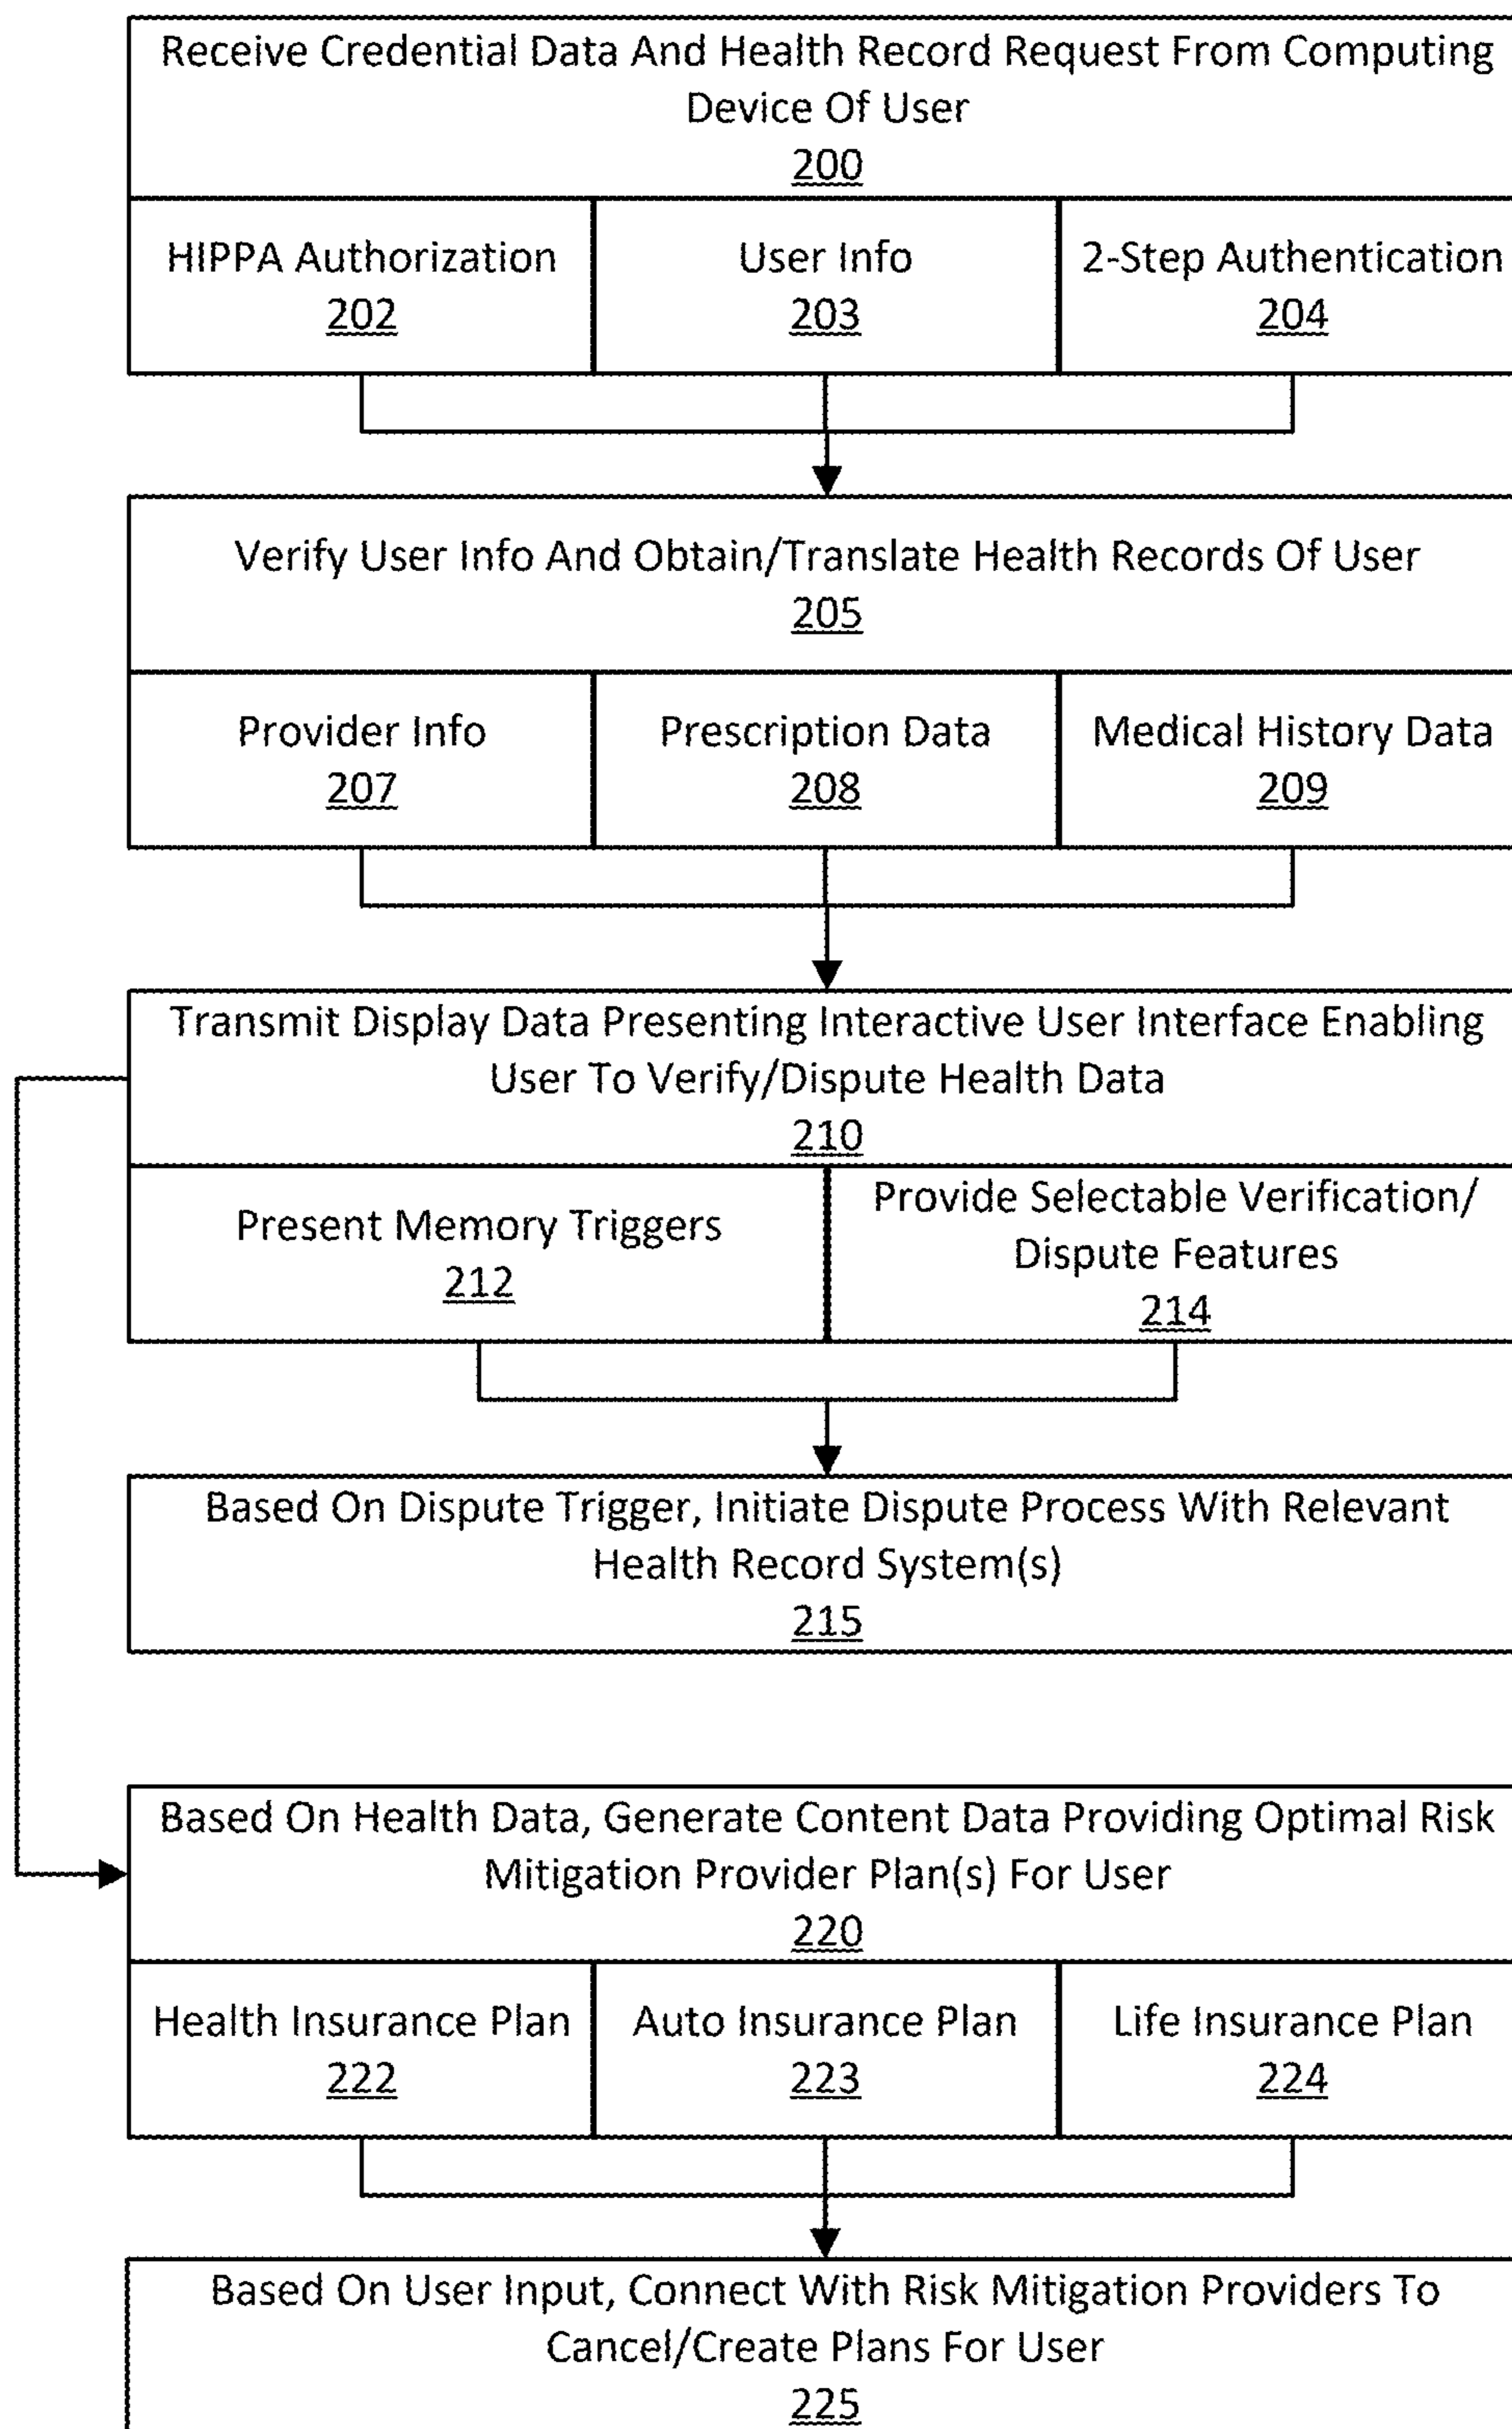 Receive Credential Data And Health Record Request From Computing
Device Of User
200
HIPPA Authorization
202
User Info
203
2-Step Authentication
204
Verify User Info And Obtain/Translate Health Records Of User
205
Provider Info
207
Prescription Data
208
Medical History Data
209
Transmit Display Data Presenting Interactive User Interface Enabling
User To Verify/Dispute Health Data
210
Present Memory Triggers
212
Provide Selectable Verification/
Dispute Features
214
Based On Dispute Trigger, Initiate Dispute Process With Relevant
Health Record System(s)
215
Based On Health Data, Generate Content Data Providing Optimal Risk
Mitigation Provider Plan(s) For User
220
Health Insurance Plan
222
Auto Insurance Plan
223
Life Insurance Plan
224
Based On User Input, Connect With Risk Mitigation Providers To
Cancel/Create Plans For User
225